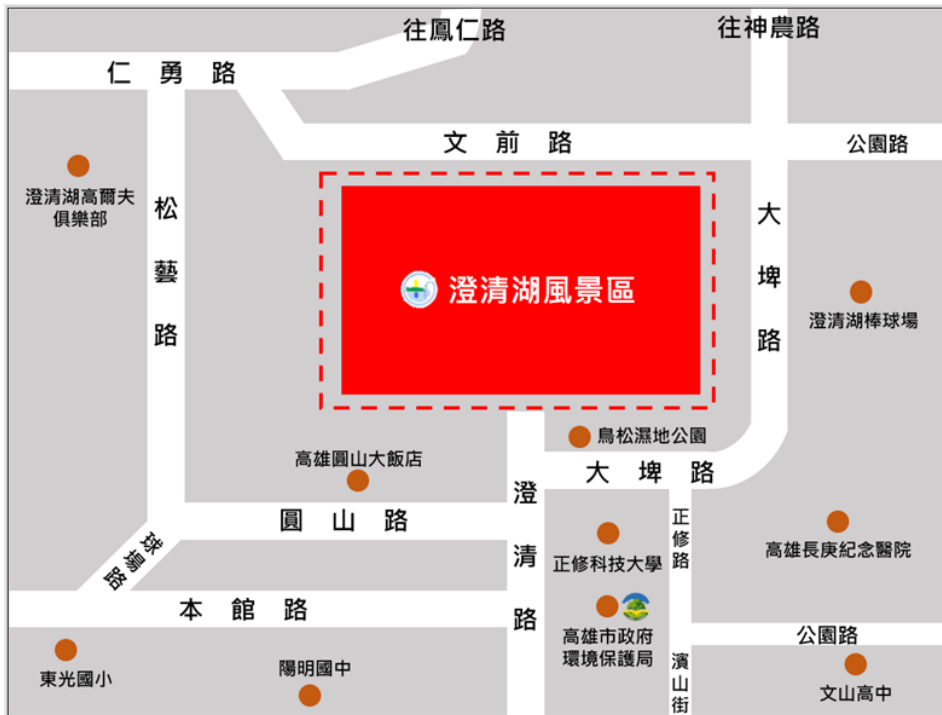 往鳳仁路
往神農路
仁勇路
文前路
公園路
澄清湖高爾夫
俱樂部
松藝路
大埤路
澄清湖風景區
澄清湖棒球場
鳥松濕地公園
高雄圓山大飯店
大埤路
澄清路
圓山路
正修路
球場路
正修科技大學
高雄長庚紀念醫院
本館路
高雄市政府
環境保護局
公園路
東光國小
陽明國中
濱山街
文山高中